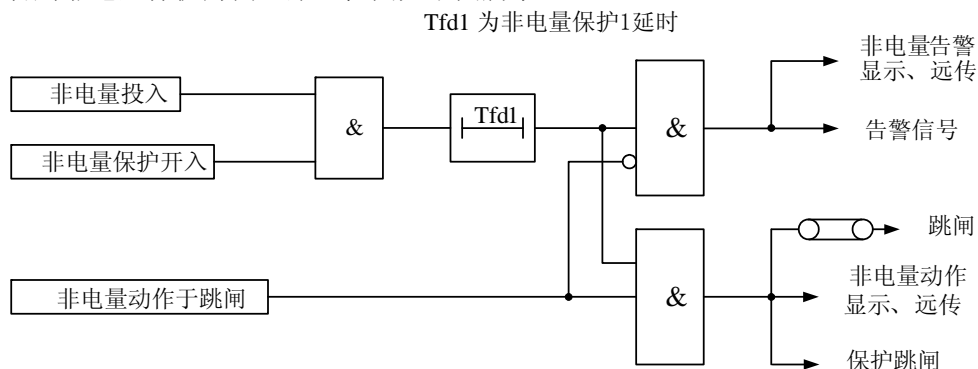 Tfd1 为非电量保护1延时
非电量告警
显示、远传
非电量投入
&
Tfd1
&
告警信号
非电量保护开入
跳闸
非电量动作于跳闸
&
非电量动作
显示、远传
保护跳闸